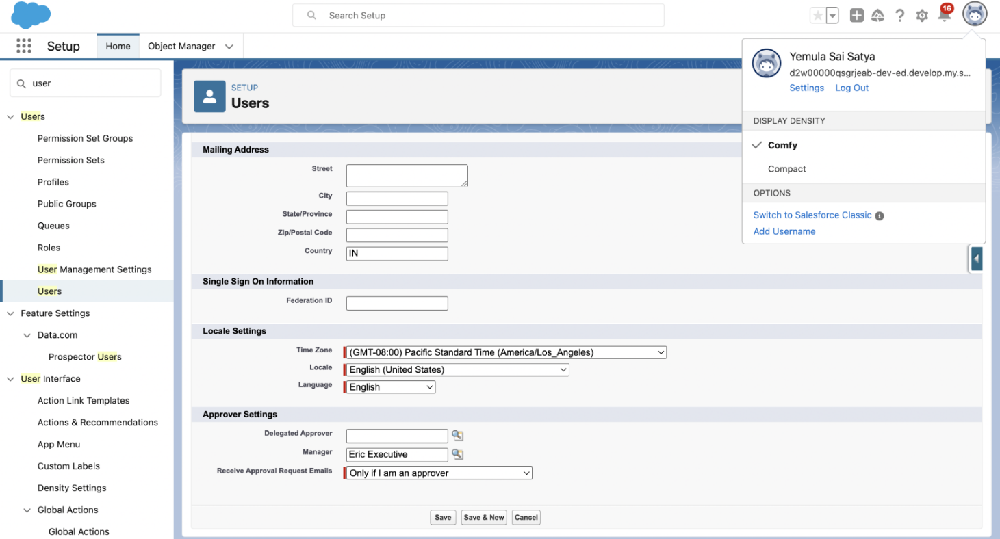 Search Setup
16
Setup
Home
Object Manager
user
Users
Permission Set Groups
Permission Sets
Profiles
Public Groups
Queues
Roles
User Management Settings
Users
Feature Settings
Data.com
Prospector Users
User Interface
Action Link Templates
Actions & Recommendations
App Menu
Custom Labels
Density Settings
Global Actions
Global Actions
SETUP
Users
Mailing Address
Street
City
State/Province
Zip/Postal Code
Country IN
Single Sign On Information
Federation ID
Locale Settings
Time Zone (GMT-08:00) Pacific Standard Time (America/Los_Angeles)
Locale English (United States)
Language English
Approver Settings
Delegated Approver
Manager Eric Executive
Receive Approval Request Emails Only if I am an approver
Save Save & New Cancel
Yemula Sai Satya
d2w00000qsgrjeab-dev-ed.develop.my.s...
Settings Log Out
DISPLAY DENSITY
Comfy
Compact
OPTIONS
Switch to Salesforce Classic
Add Username